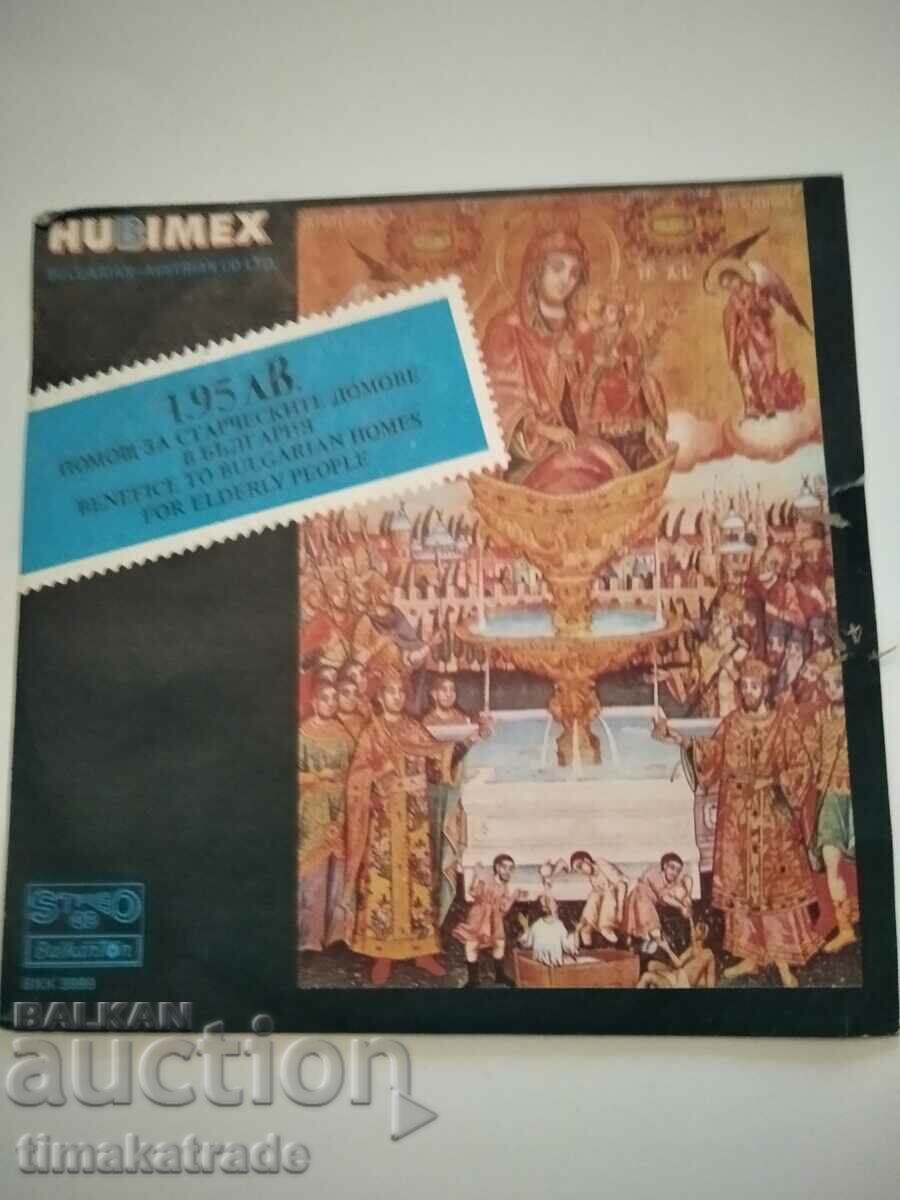 HUBIMEX
BULGARIAN-AUSTRIAN CO LTD.
1.95 ЛВ.
ПОМОЩ ЗА СТАРЧЕСКИТЕ ДОМОВЕ
В БЪЛГАРИЯ
BENEFICE TO BULGARIAN HOMES
FOR ELDERLY PEOPLE
STEREO
Balkanton
BALKAN
auction
timakatrade